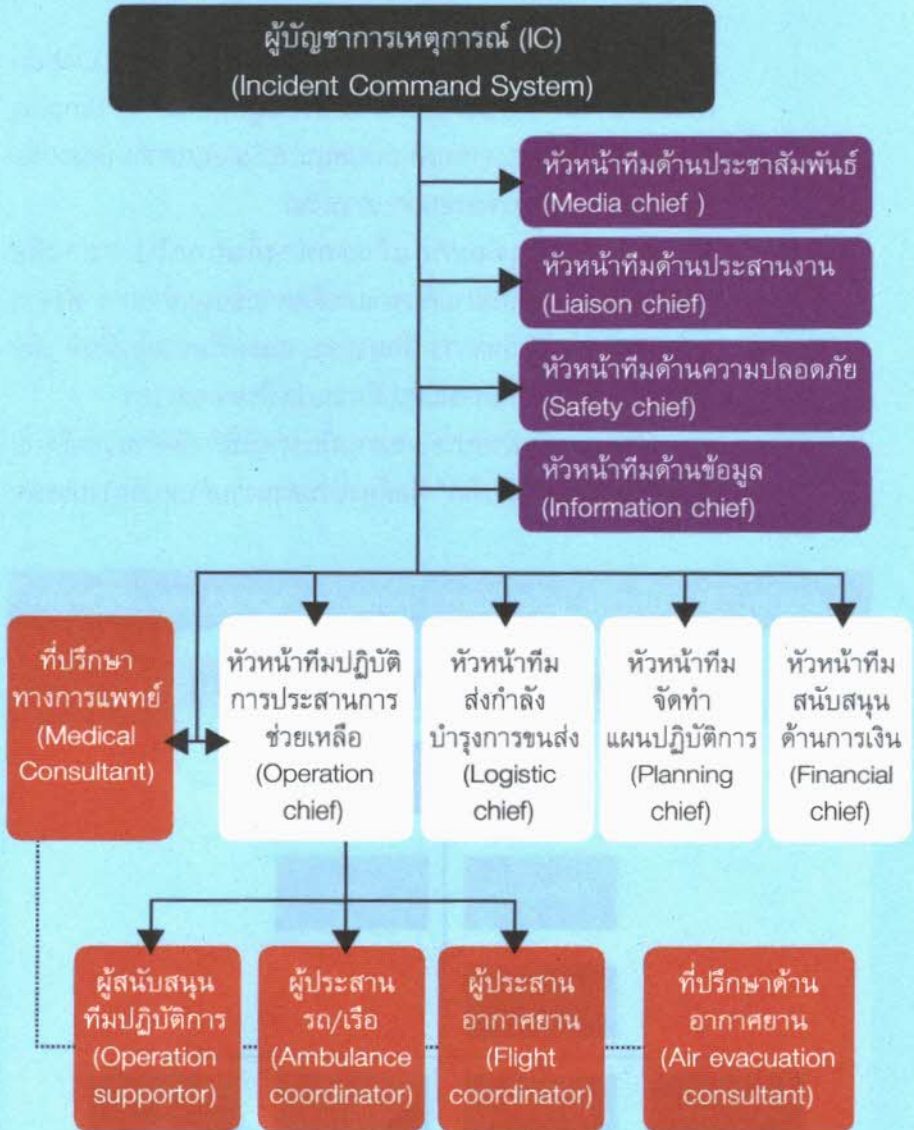 ผู้บัญชาการเหตุการณ์ (IC)
(Incident Command System)
หัวหน้าทีมด้านประชาสัมพันธ์
(Media chief )
หัวหน้าทีมด้านประสานงาน
(Liaison chief)
หัวหน้าทีมด้านความปลอดภัย
(Safety chief)
หัวหน้าทีมด้านข้อมูล
(Information chief)
ที่ปรึกษา
ทางการแพทย์
(Medical
Consultant)
หัวหน้าทีมปฏิบัติ
การประสานการ
ช่วยเหลือ
(Operation
chief)
หัวหน้าทีม
ส่งกำลัง
บำรุงการขนส่ง
(Logistic
chief)
หัวหน้าทีม
จัดทำ
แผนปฏิบัติการ
(Planning
chief)
หัวหน้าทีม
สนับสนุน
ด้านการเงิน
(Financial
chief)
ผู้สนับสนุน
ทีมปฏิบัติการ
(Operation
supportor)
ผู้ประสาน
รถ/เรือ
(Ambulance
coordinator)
ผู้ประสาน
อากาศยาน
(Flight
coordinator)
ที่ปรึกษาด้าน
อากาศยาน
(Air evacuation
consultant)